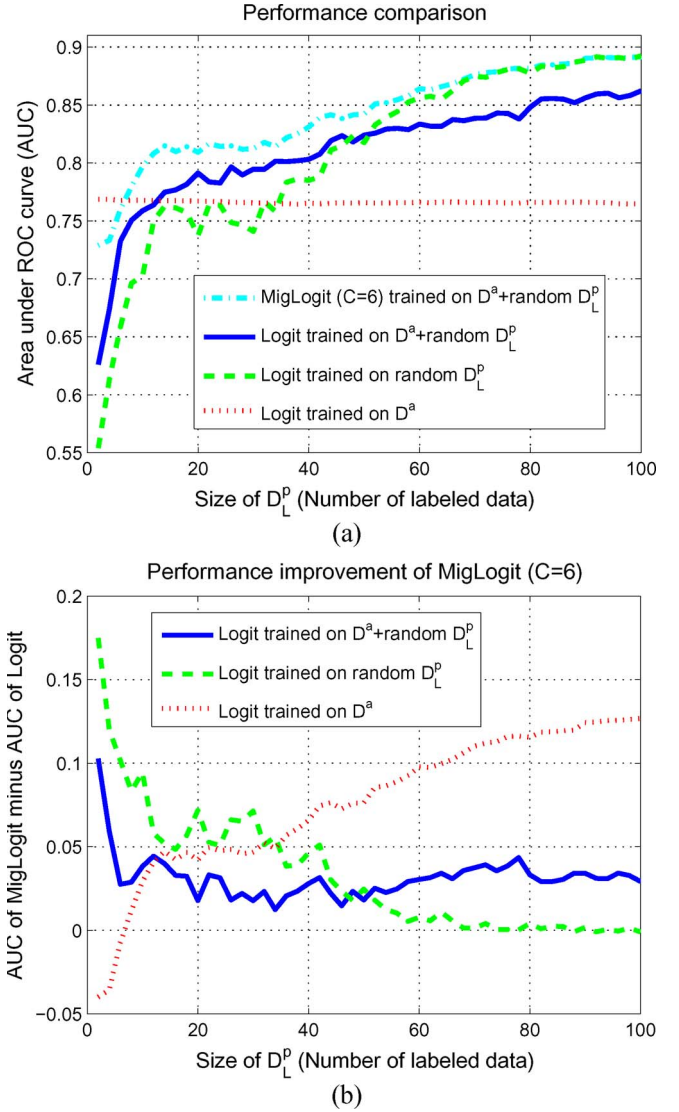 Performance comparison
Area under ROC curve (AUC)
0.9
0.85
0.8
0.75
0.7
0.65
0.6
0.55
MigLogit (C=6) trained on Dᵃ+random D_L^p
Logit trained on Dᵃ+random D_L^p
Logit trained on random D_L^p
Logit trained on Dᵃ
0 20 40 60 80 100
Size of D_L^p (Number of labeled data)
(a)
Performance improvement of MigLogit (C=6)
AUC of MigLogit minus AUC of Logit
0.2
0.15
0.1
0.05
0
−0.05
Logit trained on Dᵃ+random D_L^p
Logit trained on random D_L^p
Logit trained on Dᵃ
0 20 40 60 80 100
Size of D_L^p (Number of labeled data)
(b)